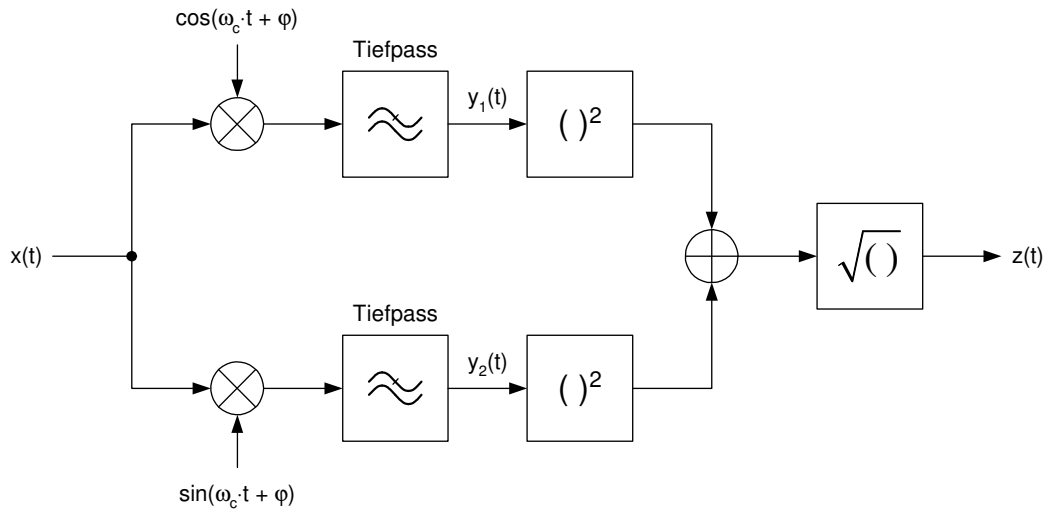 cos(ω_c·t + φ)
Tiefpass
y_1(t)
( )²
x(t)
√( )
z(t)
Tiefpass
y_2(t)
( )²
sin(ω_c·t + φ)